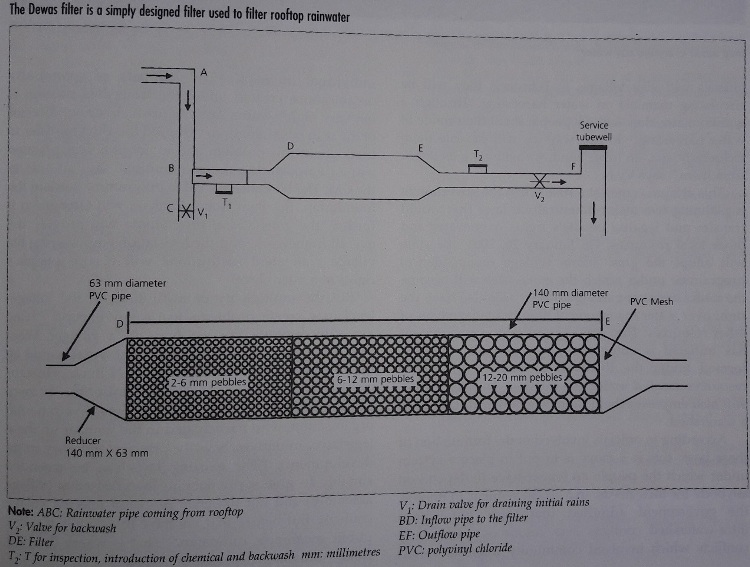 The Dewas filter is a simply designed filter used to filter rooftop rainwater
A
D
E
T2
Service
tubewell
B
F
T1
V2
C
V1
63 mm diameter
PVC pipe
140 mm diameter
PVC pipe
PVC Mesh
D
E
2-6 mm pebbles
6-12 mm pebbles
12-20 mm pebbles
Reducer
140 mm X 63 mm
Note: ABC: Rainwater pipe coming from rooftop
V2: Valve for backwash
DE: Filter
T2: T for inspection, introduction of chemical and backwash mm: millimetres
V1: Drain valve for draining initial rains
BD: Inflow pipe to the filter
EF: Outflow pipe
PVC: polyvinyl chloride